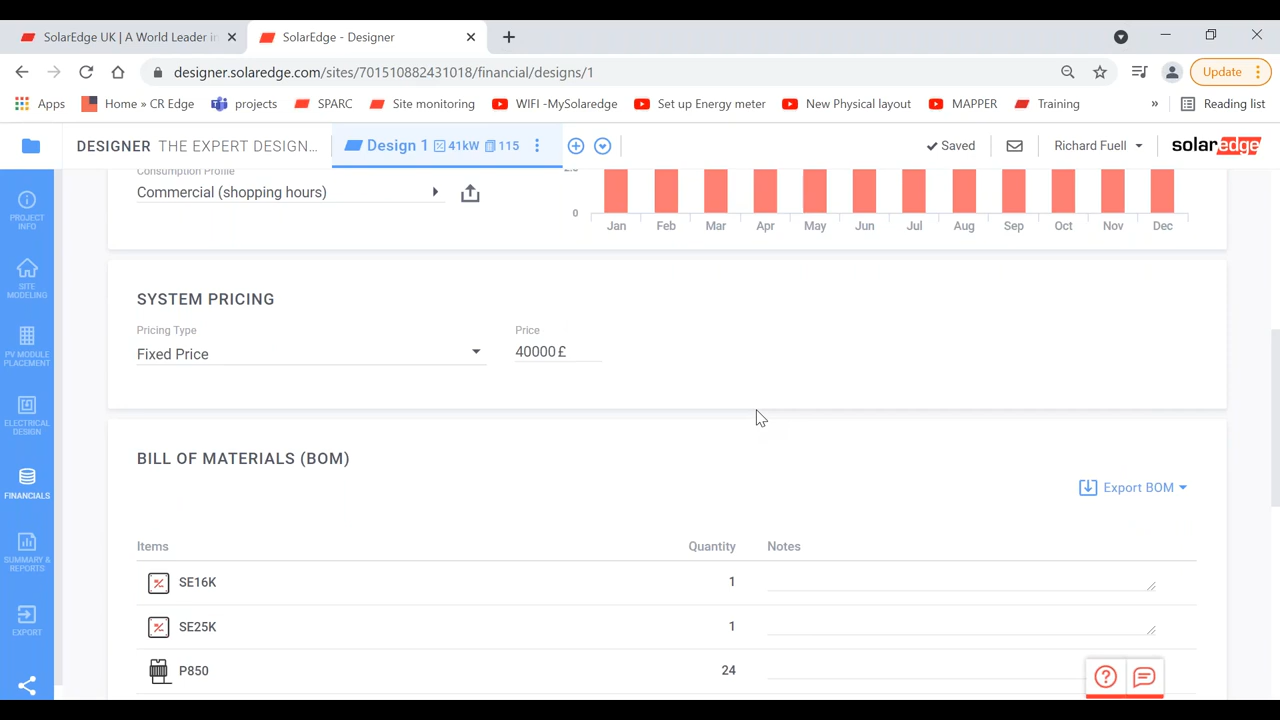 SolarEdge UK | A World Leader in
SolarEdge - Designer
designer.solaredge.com/sites/701510882431018/financial/designs/1
Update
Apps
Home » CR Edge
projects
SPARC
Site monitoring
WIFI -MySolaredge
Set up Energy meter
New Physical layout
MAPPER
Training
»
Reading list
DESIGNER THE EXPERT DESIGN...
Design 1 41kW 115
Saved
Richard Fuell
solaredge
PROJECT
INFO
SITE
MODELING
PV MODULE
PLACEMENT
ELECTRICAL
DESIGN
FINANCIALS
SUMMARY &
REPORTS
EXPORT
Consumption Profile
Commercial (shopping hours)
0
Jan Feb Mar Apr May Jun Jul Aug Sep Oct Nov Dec
SYSTEM PRICING
Pricing Type
Fixed Price
Price
40000£
BILL OF MATERIALS (BOM)
Export BOM
Items Quantity Notes
SE16K 1
SE25K 1
P850 24